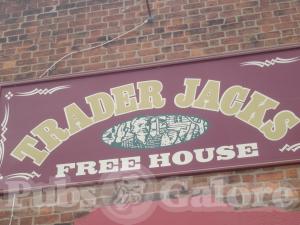 TRADER JACKS
FREE HOUSE
Pubs Galore